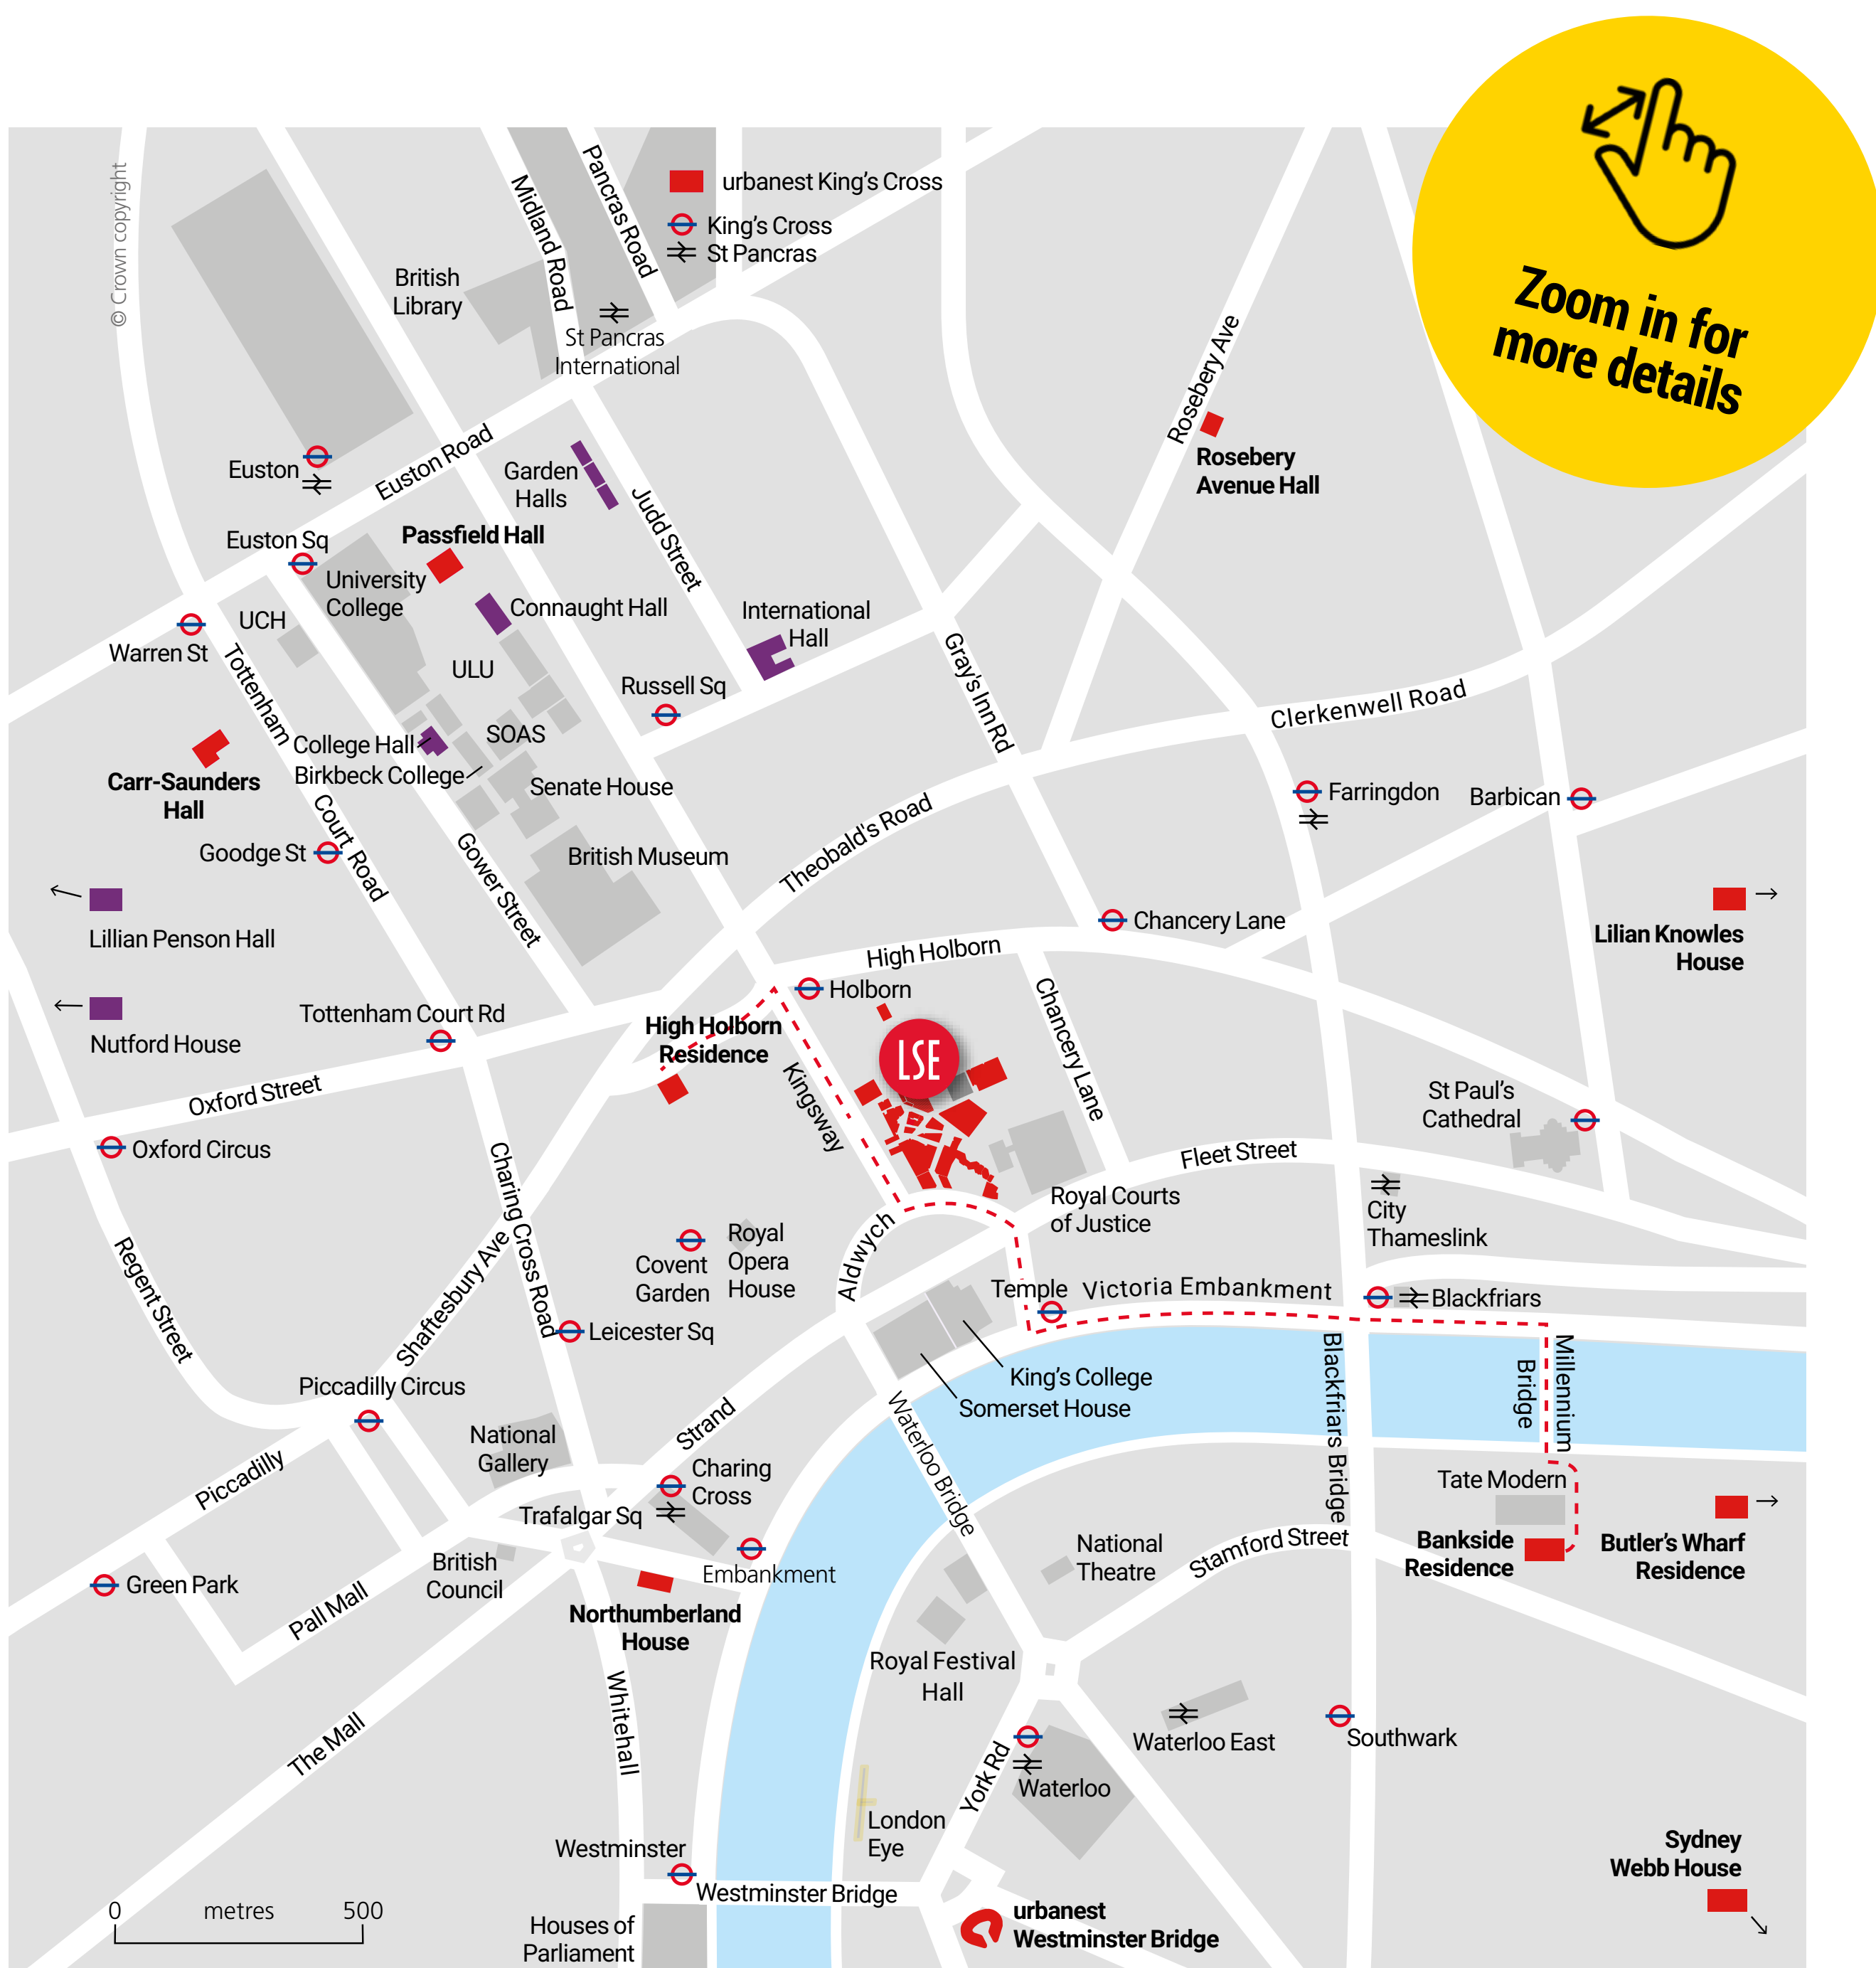 © Crown copyright
Zoom in for
more details
urbanest King's Cross
King's Cross
St Pancras
Pancras Road
Midland Road
British
Library
St Pancras
International
Rosebery Ave
Rosebery
Avenue Hall
Euston
Euston Road
Garden
Halls
Judd Street
Passfield Hall
Euston Sq
University
College
UCH
Connaught Hall
International
Hall
Warren St
Tottenham
Court Road
ULU
Russell Sq
Gray's Inn Rd
Clerkenwell Road
College Hall
SOAS
Birkbeck College
Senate House
Carr-Saunders
Hall
Farringdon
Barbican
Goodge St
Gower Street
British Museum
Theobald's Road
Lillian Penson Hall
Chancery Lane
Lilian Knowles
House
High Holborn
Holborn
Nutford House
Tottenham Court Rd
High Holborn
Residence
LSE
Kingsway
Chancery Lane
Oxford Street
Oxford Circus
St Paul's
Cathedral
Charing Cross Road
Fleet Street
Royal Courts
of Justice
City
Thameslink
Regent Street
Shaftesbury Ave
Covent
Garden
Royal
Opera
House
Aldwych
Temple
Victoria Embankment
Blackfriars
Leicester Sq
King's College
Somerset House
Blackfriars Bridge
Millennium
Bridge
Piccadilly Circus
National
Gallery
Strand
Waterloo Bridge
Piccadilly
Charing
Cross
Trafalgar Sq
Tate Modern
Bankside
Residence
Butler's Wharf
Residence
Green Park
British
Council
Pall Mall
Embankment
National
Theatre
Stamford Street
Northumberland
House
Royal Festival
Hall
Whitehall
The Mall
Waterloo East
Southwark
York Rd
Waterloo
London
Eye
Westminster
Westminster Bridge
Sydney
Webb House
0 metres 500
Houses of
Parliament
urbanest
Westminster Bridge